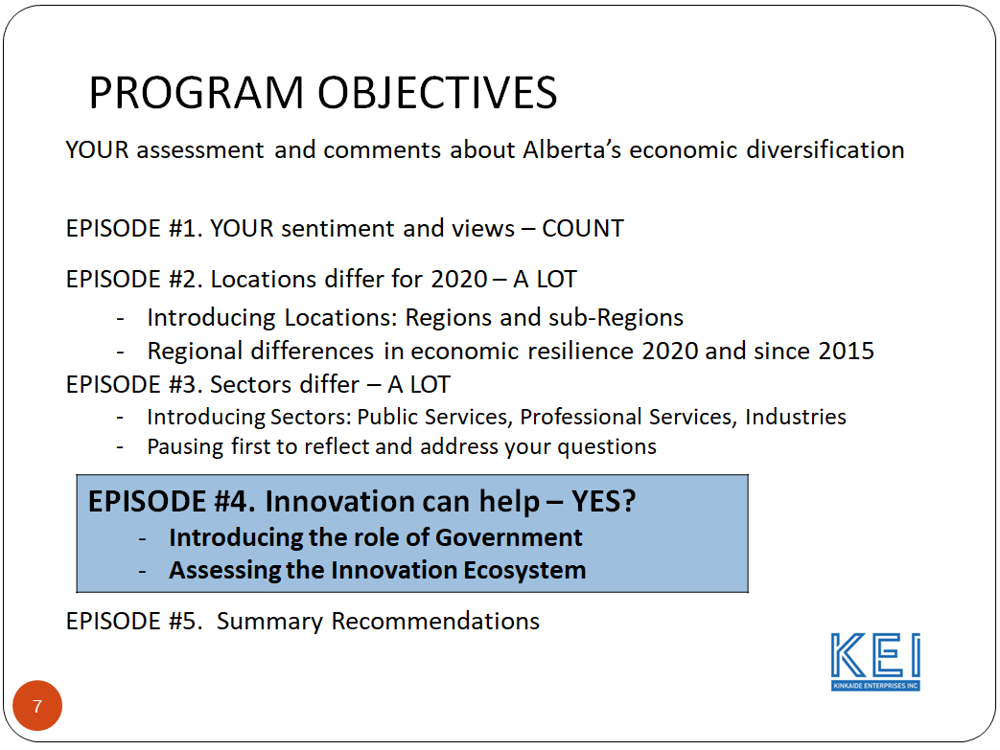 PROGRAM OBJECTIVES
YOUR assessment and comments about Alberta’s economic diversification
EPISODE #1. YOUR sentiment and views – COUNT
EPISODE #2. Locations differ for 2020 – A LOT
- Introducing Locations: Regions and sub-Regions
- Regional differences in economic resilience 2020 and since 2015
EPISODE #3. Sectors differ – A LOT
- Introducing Sectors: Public Services, Professional Services, Industries
- Pausing first to reflect and address your questions
EPISODE #4. Innovation can help – YES?
- Introducing the role of Government
- Assessing the Innovation Ecosystem
EPISODE #5. Summary Recommendations
KEI
KINKAIDE ENTERPRISES INC
7